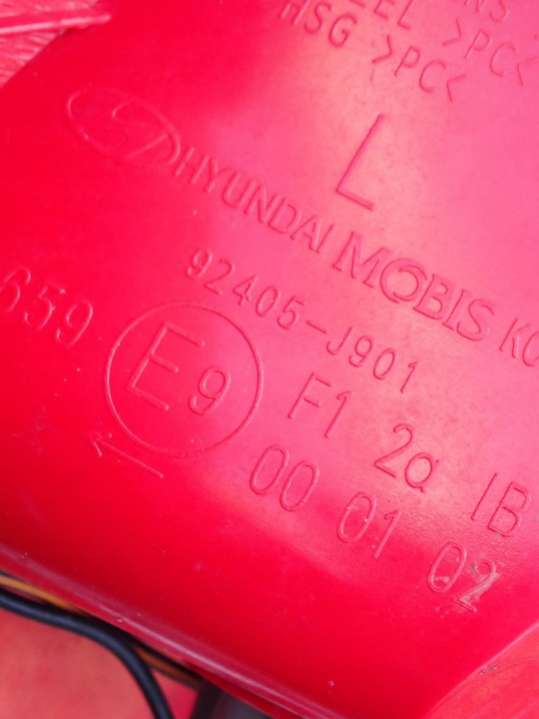 HSG >PC<
L
HYUNDAI MOBIS
92405-J901
659
E9
F1 2a IB
00 01 02